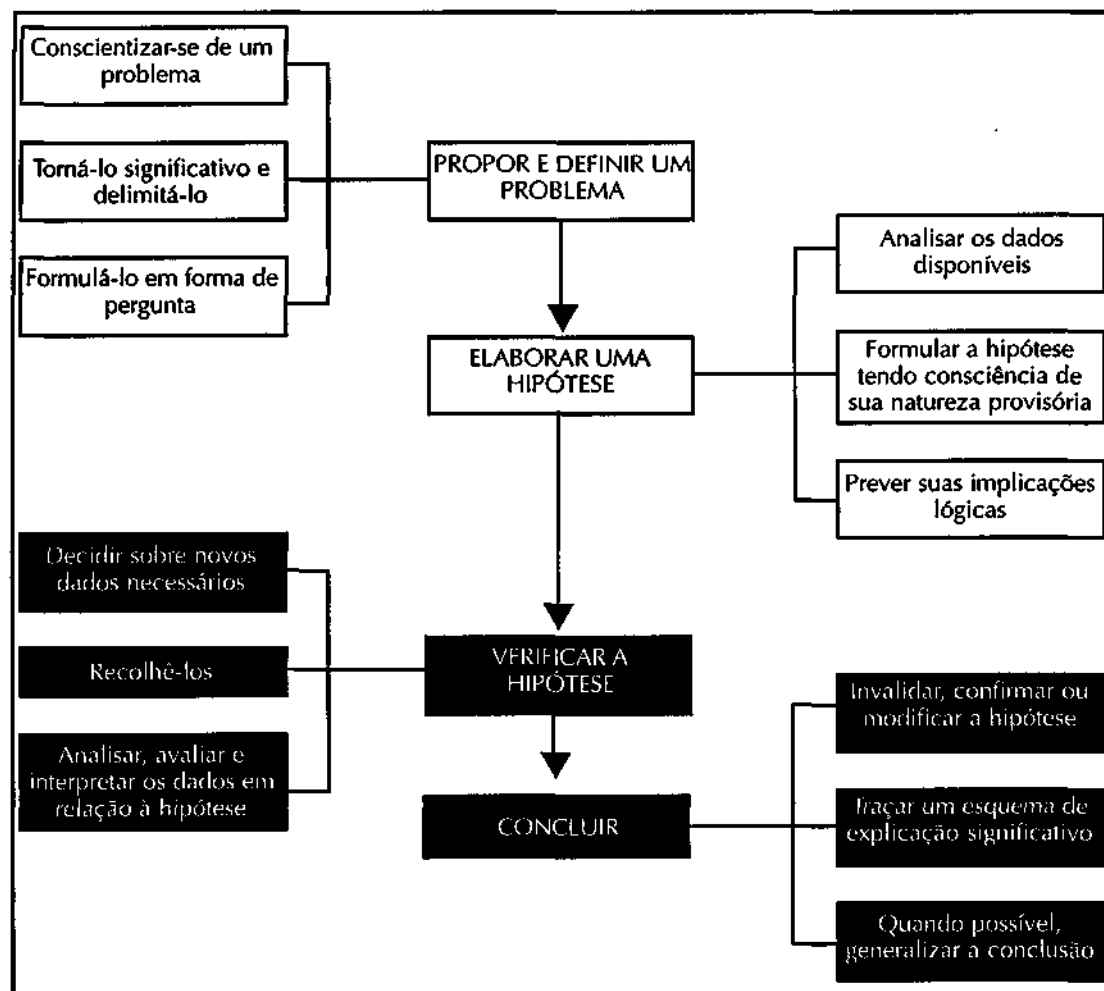 Conscientizar-se de um
problema
Torná-lo significativo e
delimitá-lo
Formulá-lo em forma de
pergunta
PROPOR E DEFINIR UM
PROBLEMA
ELABORAR UMA
HIPÓTESE
Analisar os dados
disponíveis
Formular a hipótese
tendo consciência de
sua natureza provisória
Prever suas implicações
lógicas
Decidir sobre novos
dados necessários
Recolhê-los
Analisar, avaliar e
interpretar os dados em
relação à hipótese
VERIFICAR A
HIPÓTESE
CONCLUIR
Invalidar, confirmar ou
modificar a hipótese
Traçar um esquema de
explicação significativo
Quando possível,
generalizar a conclusão